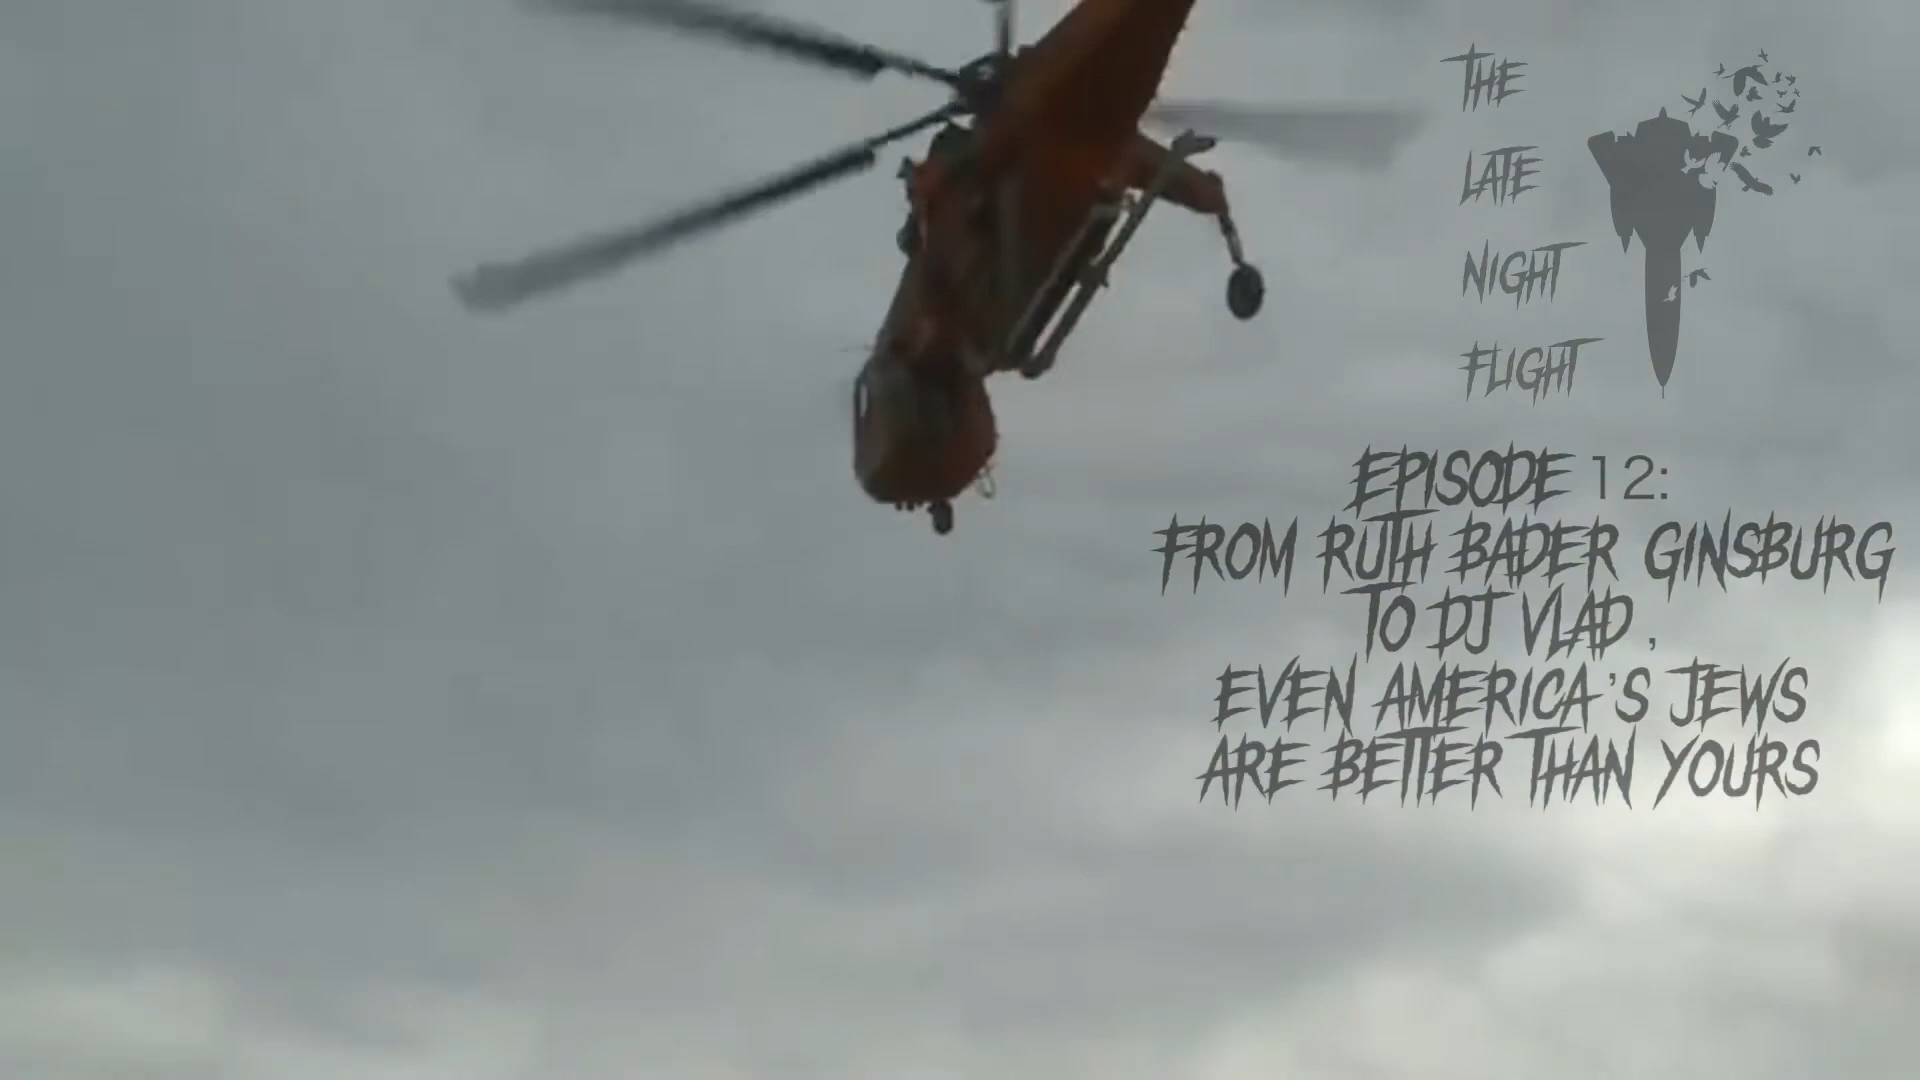 THE
LATE
NIGHT
FLIGHT
EPISODE 12:
FROM RUTH BADER GINSBURG
TO DJ VLAD,
EVEN AMERICA'S JEWS
ARE BETTER THAN YOURS